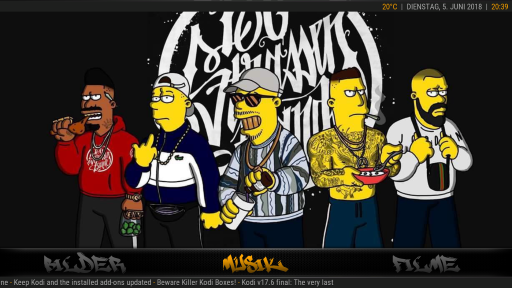 20°C | DIENSTAG, 5. JUNI 2018 | 20:39
BILDER MUSIK FILME
ne - Keep Kodi and the installed add-ons updated - Beware Killer Kodi Boxes! - Kodi v17.6 final: The very last